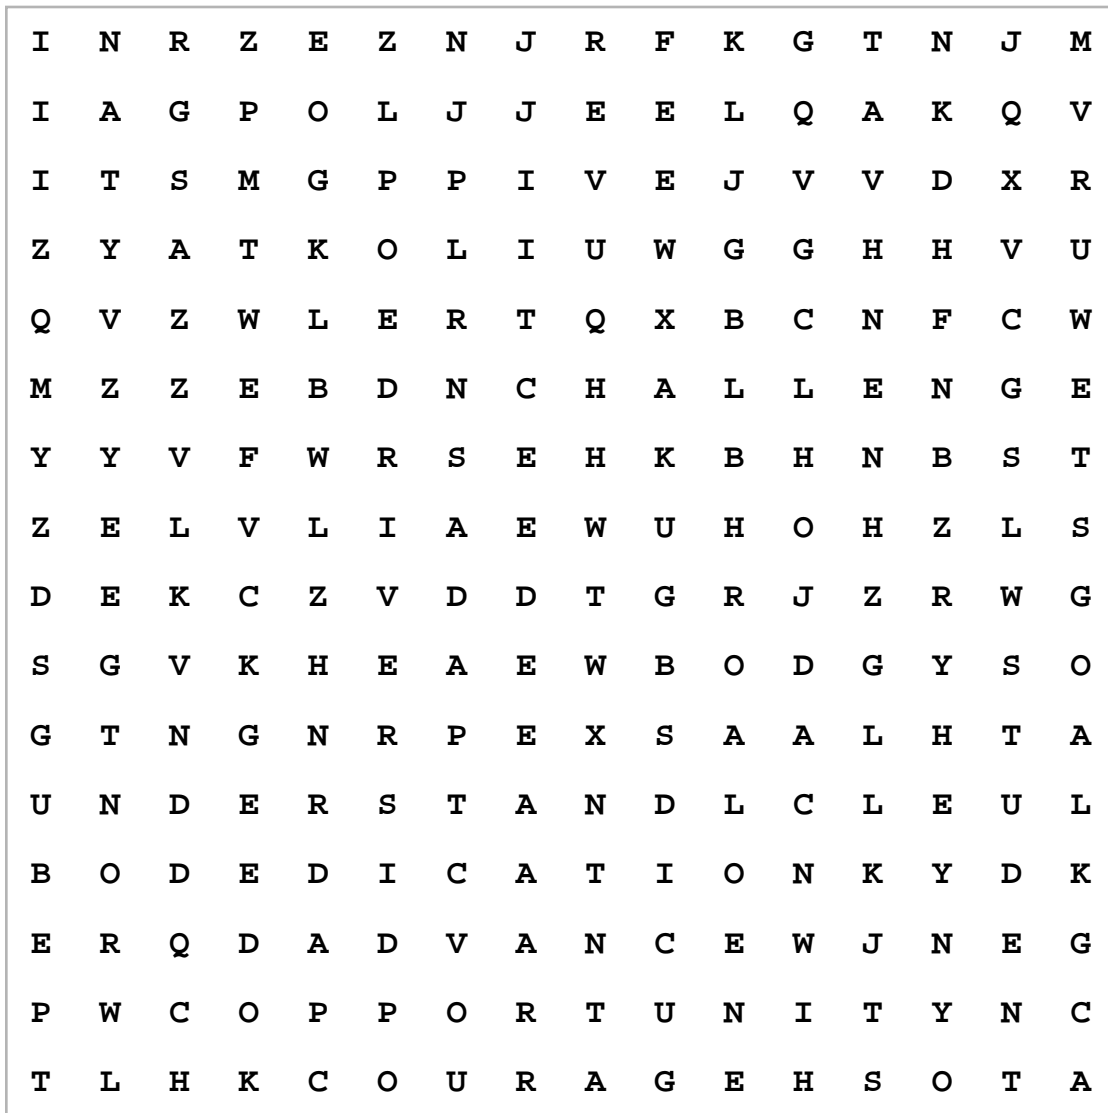 I N R Z E Z N J R F K G T N J M
I A G P O L J J E E L Q A K Q V
I T S M G P P I V E J V V D X R
Z Y A T K O L I U W G G H H V U
Q V Z W L E R T Q X B C N F C W
M Z Z E B D N C H A L L E N G E
Y Y V F W R S E H K B H N B S T
Z E L V L I A E W U H O H Z L S
D E K C Z V D D T G R J Z R W G
S G V K H E A E W B O D G Y S O
G T N G N R P E X S A A L H T A
U N D E R S T A N D L C L E U L
B O D E D I C A T I O N K Y D K
E R Q D A D V A N C E W J N E G
P W C O P P O R T U N I T Y N C
T L H K C O U R A G E H S O T A